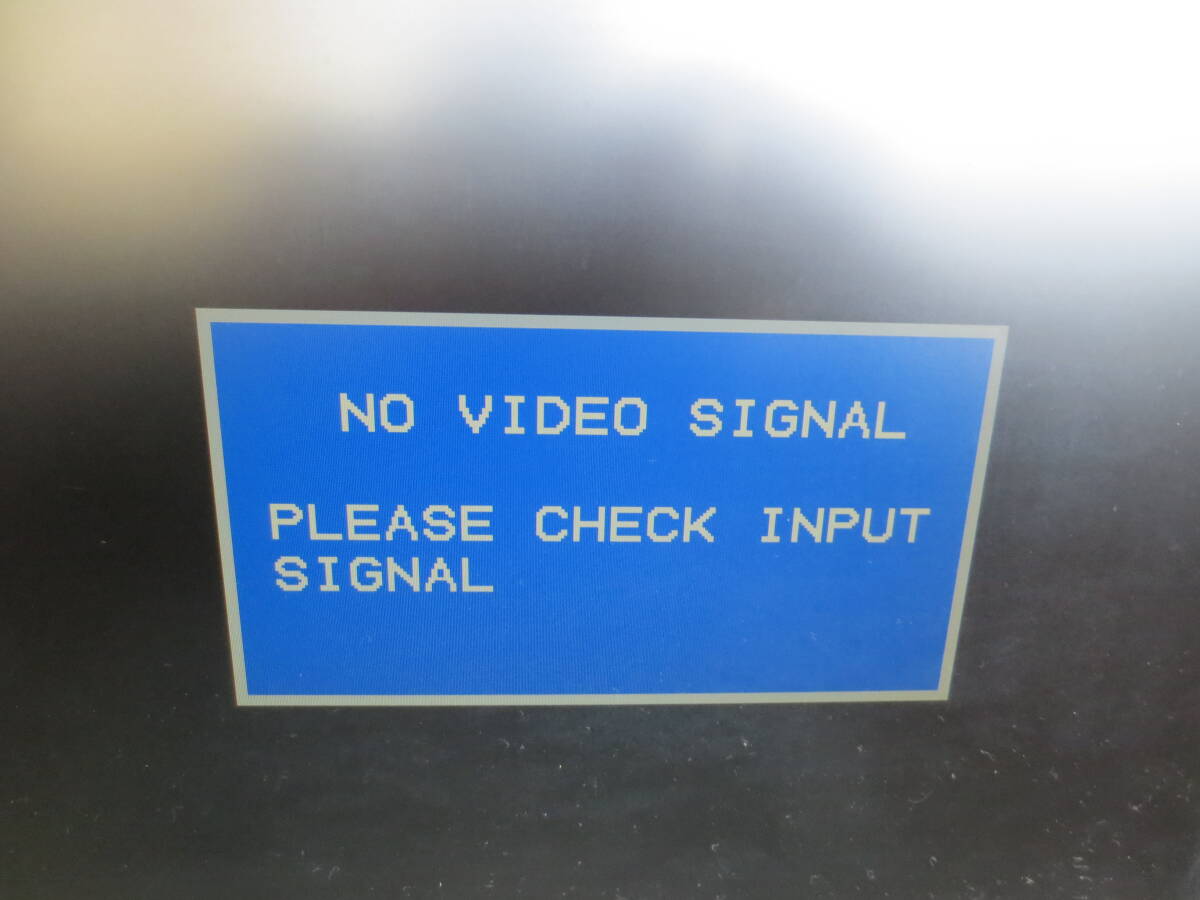 NO VIDEO SIGNAL
PLEASE CHECK INPUT
SIGNAL